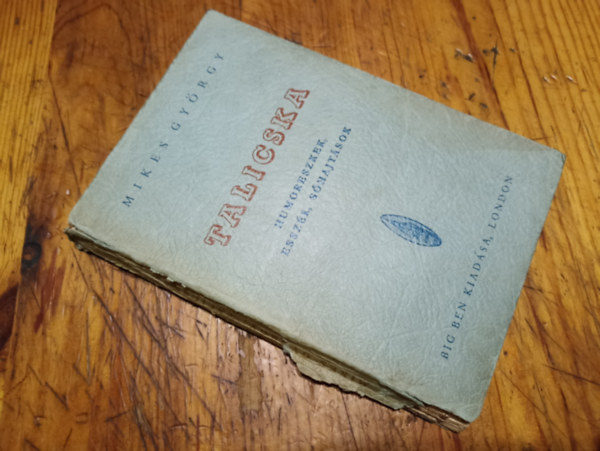 MIKES GYÖRGY
TALICSKA
HUMORESZKEK,
ESSZÉK, SÓHAJTÁSOK
BIG BEN KIADÁSA, LONDON